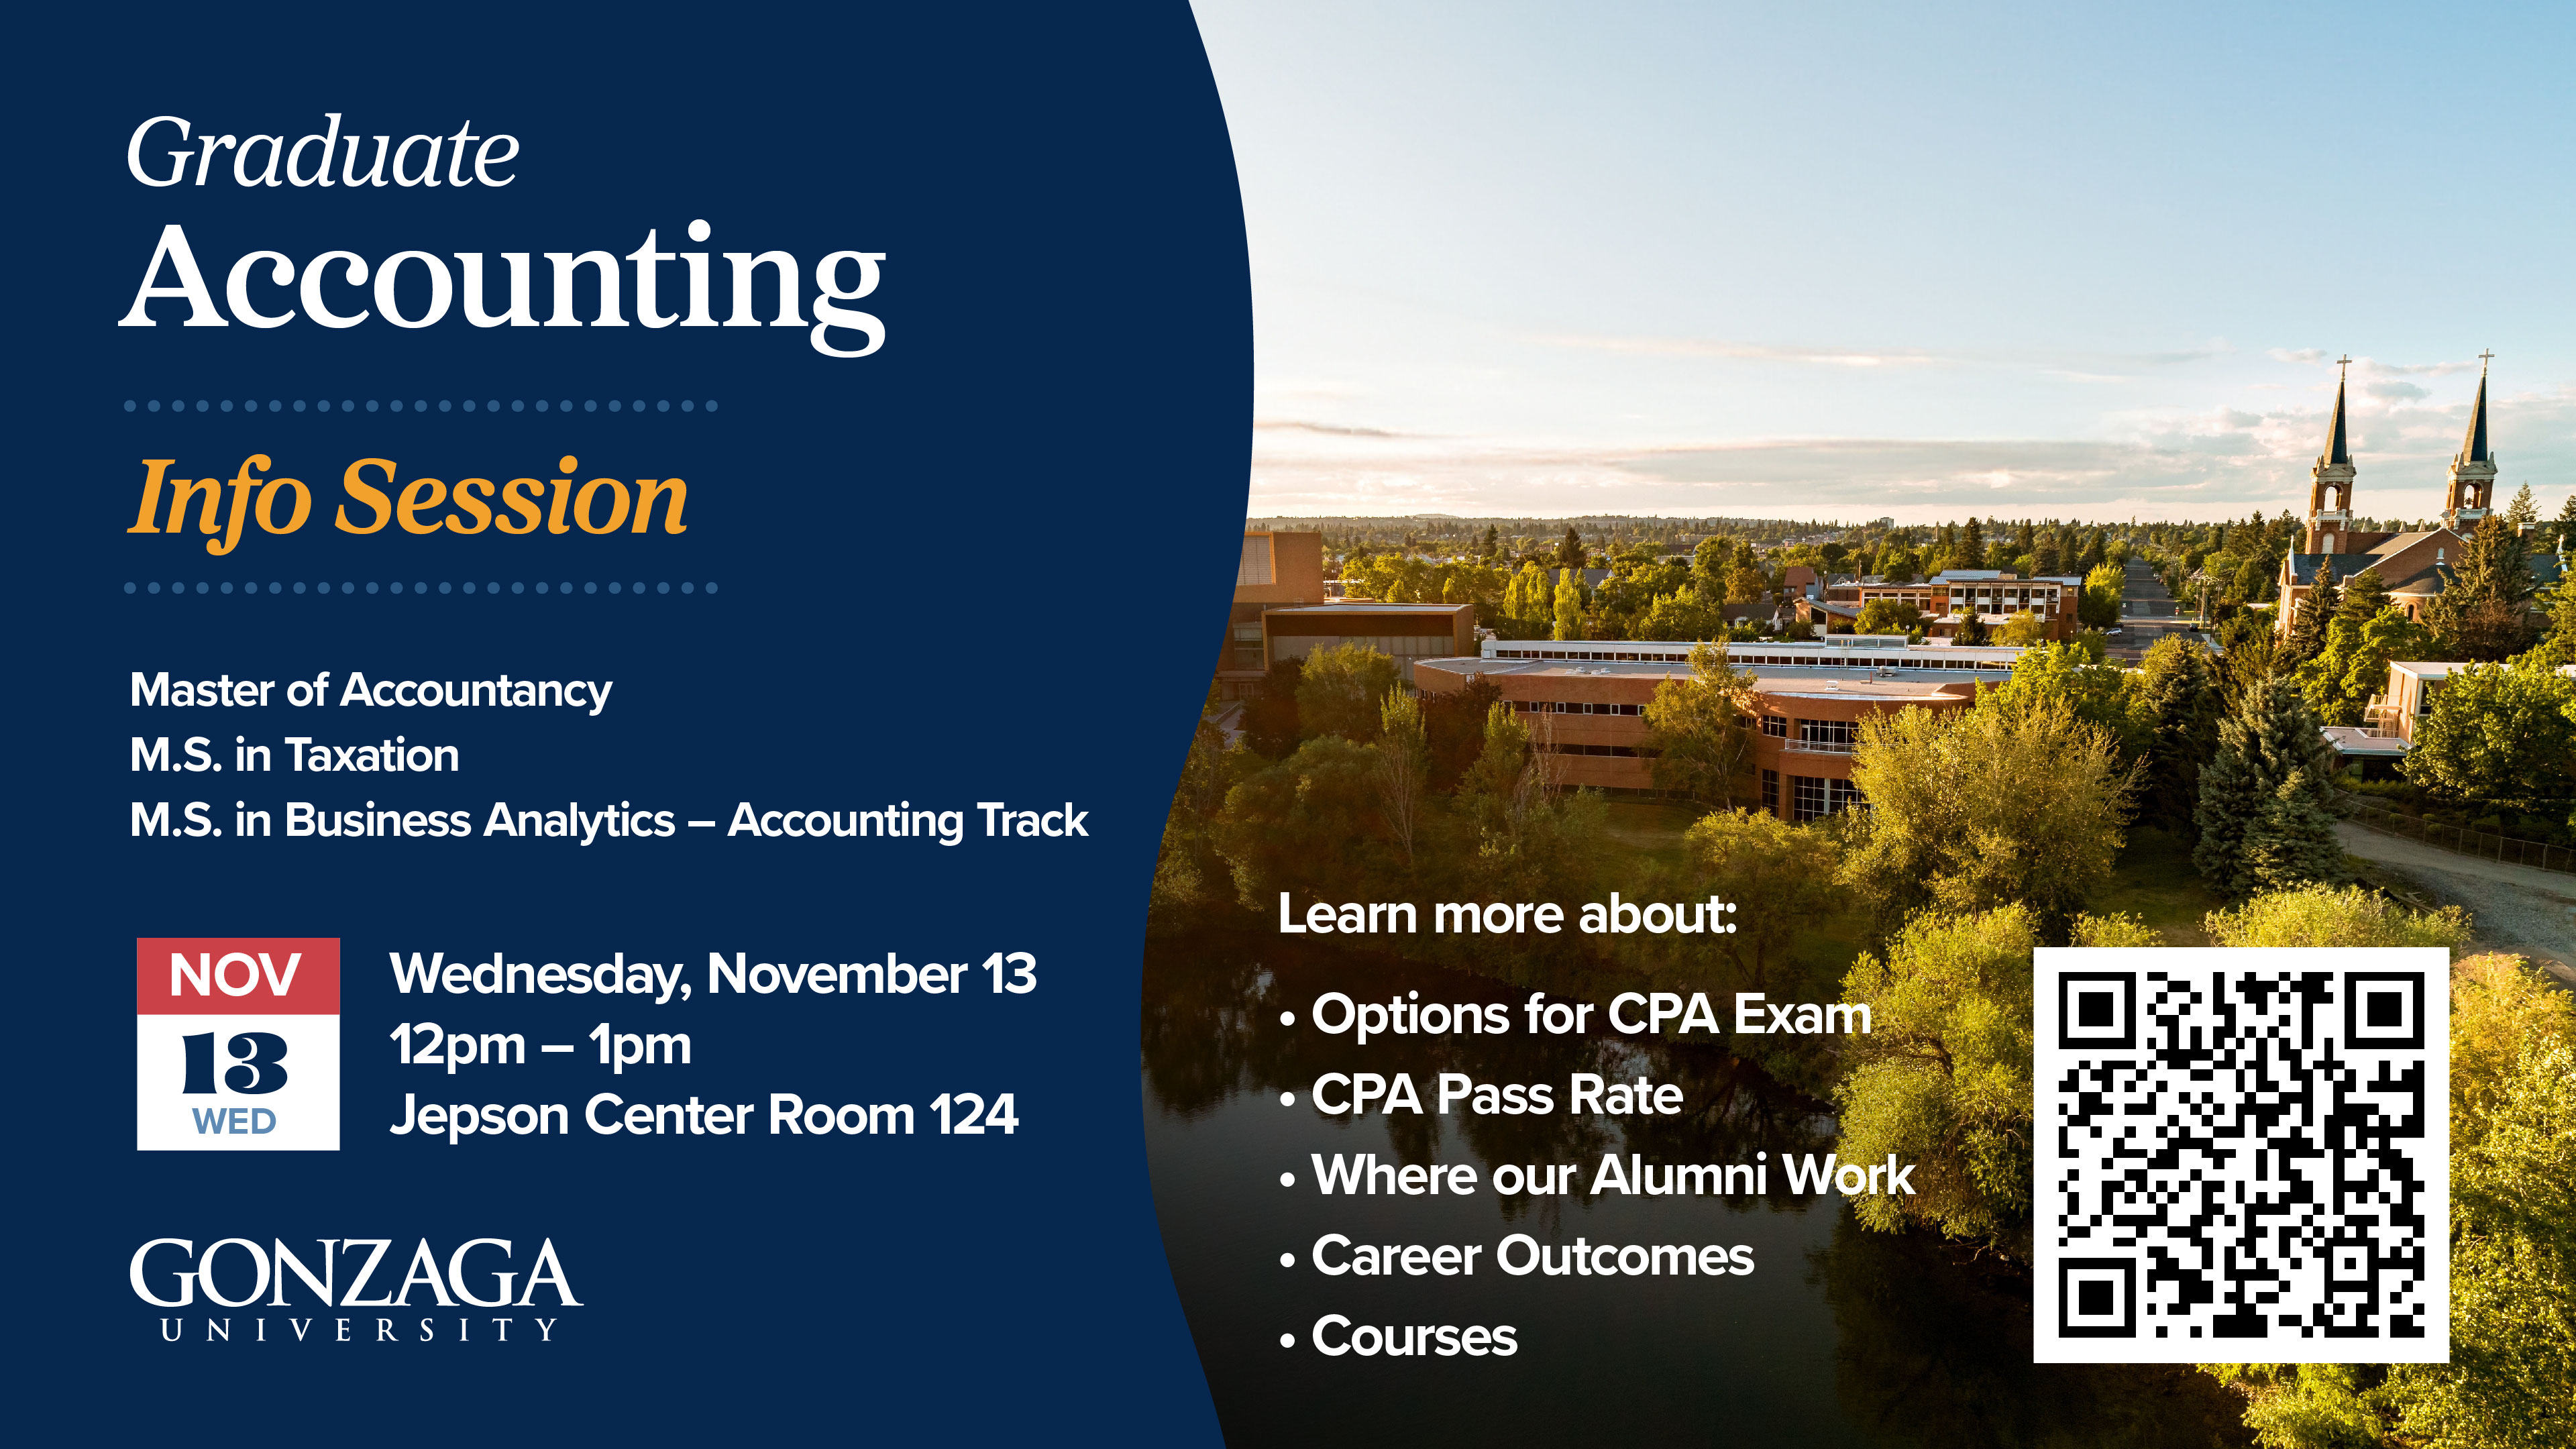 Graduate
Accounting
Info Session
Master of Accountancy
M.S. in Taxation
M.S. in Business Analytics – Accounting Track
NOV
13
WED
Wednesday, November 13
12pm – 1pm
Jepson Center Room 124
GONZAGA
UNIVERSITY
Learn more about:
• Options for CPA Exam
• CPA Pass Rate
• Where our Alumni Work
• Career Outcomes
• Courses